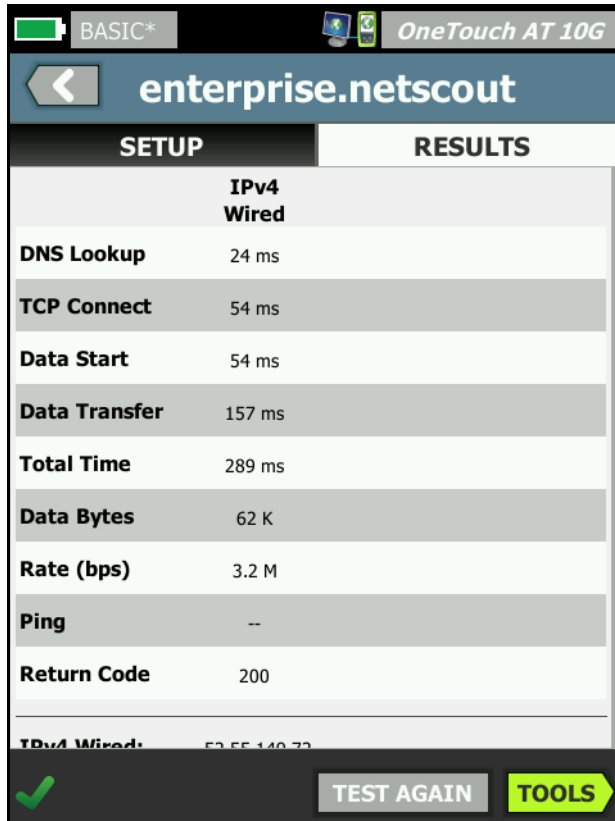 BASIC*
OneTouch AT 10G
enterprise.netscout
SETUP RESULTS
IPv4
Wired
DNS Lookup 24 ms
TCP Connect 54 ms
Data Start 54 ms
Data Transfer 157 ms
Total Time 289 ms
Data Bytes 62 K
Rate (bps) 3.2 M
Ping --
Return Code 200
IPv4 Wired:
TEST AGAIN TOOLS